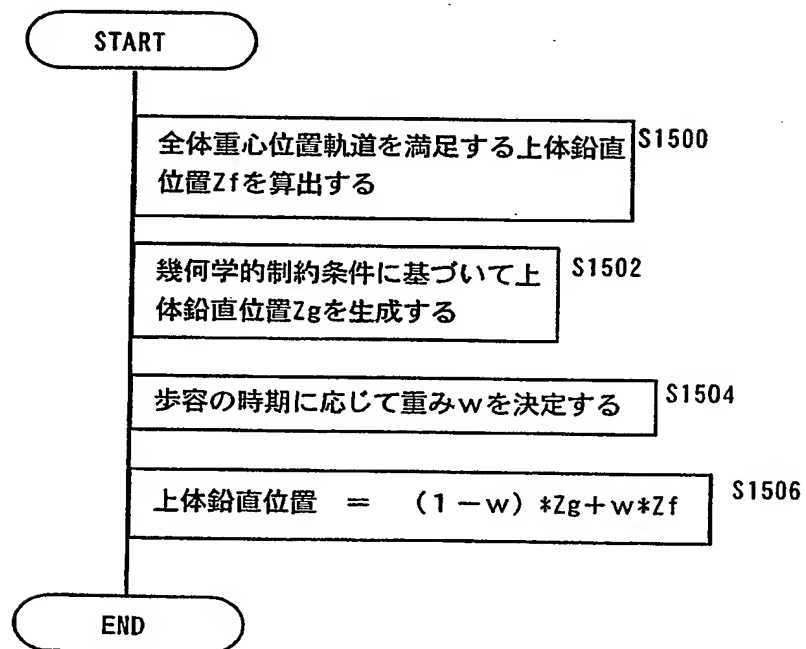 START
全体重心位置軌道を満足する上体鉛直
位置Zfを算出する
S1500
幾何学的制約条件に基づいて上
体鉛直位置Zgを生成する
S1502
歩容の時期に応じて重みwを決定する
S1504
上体鉛直位置 = (1-w)*Zg+w*Zf
S1506
END